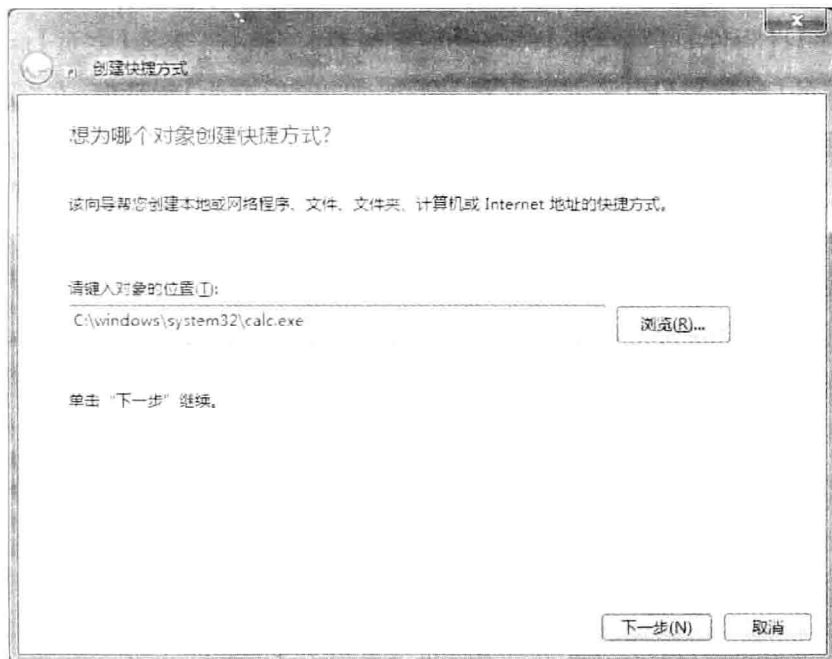 创建快捷方式
想为哪个对象创建快捷方式?
该向导帮您创建本地或网络程序、文件、文件夹、计算机或 Internet 地址的快捷方式。
请键入对象的位置(T):
C:\windows\system32\calc.exe
浏览(R)...
单击“下一步”继续。
下一步(N)
取消